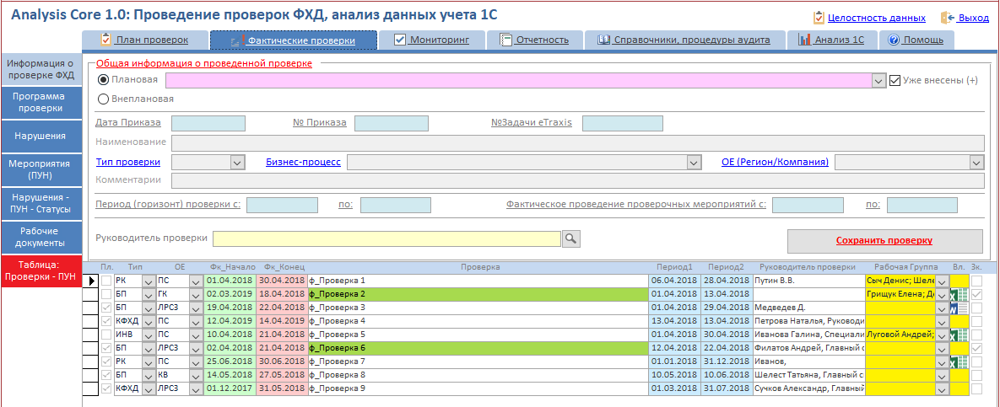 Analysis Core 1.0: Проведение проверок ФХД, анализ данных учета 1С
Целостность данных Выход
План проверок Фактические проверки Мониторинг Отчетность Справочники, процедуры аудита Анализ 1С Помощь
Информация о
проверке ФХД
Программа
проверки
Нарушения
Мероприятия
(ПУН)
Нарушения -
ПУН - Статусы
Рабочие
документы
Таблица:
Проверки - ПУН
Общая информация о проведенной проверке
Плановая Уже внесены (+)
Внеплановая
Дата Приказа № Приказа №Задачи eTraxis
Наименование
Тип проверки Бизнес-процесс ОЕ (Регион/Компания)
Комментарии
Период (горизонт) проверки с: по: Фактическое проведение проверочных мероприятий с: по:
Руководитель проверки Сохранить проверку
Пл. Тип ОЕ Фк_Начало Фк_Конец Проверка Период1 Период2 Руководитель проверки Рабочая Группа Вл. Зк.
РК ПС 01.04.2018 30.04.2018 ф_Проверка 1 06.04.2018 28.04.2018 Путин В.В. Сыч Денис; Шеле
БП ГК 02.03.2019 18.04.2018 ф_Проверка 2 01.04.2018 13.04.2018 Грищук Елена; Де
БП ЛРСЗ 19.04.2018 22.04.2018 ф_Проверка 3 01.04.2018 29.04.2018 Медведев Д.
КФХД ПС 12.04.2019 14.04.2019 ф_Проверка 4 13.04.2018 13.04.2018 Петрова Наталья, Руководи
ИНВ ПС 10.04.2018 21.04.2018 ф_Проверка 5 01.04.2018 30.04.2018 Иванова Галина, Специали Луговой Андрей;
БП ЛРСЗ 02.04.2018 21.04.2018 ф_Проверка 6 12.04.2018 22.04.2018 Филатов Андрей, Главный с
РК ПС 25.06.2018 30.06.2018 ф_Проверка 7 01.01.2018 31.12.2018 Иванов,
БП КВ 14.05.2018 27.05.2018 ф_Проверка 8 10.05.2018 10.06.2018 Шелест Татьяна, Главный с
КФХД ЛРСЗ 01.12.2017 31.05.2018 ф_Проверка 9 01.03.2018 31.07.2018 Сучков Александр, Главный